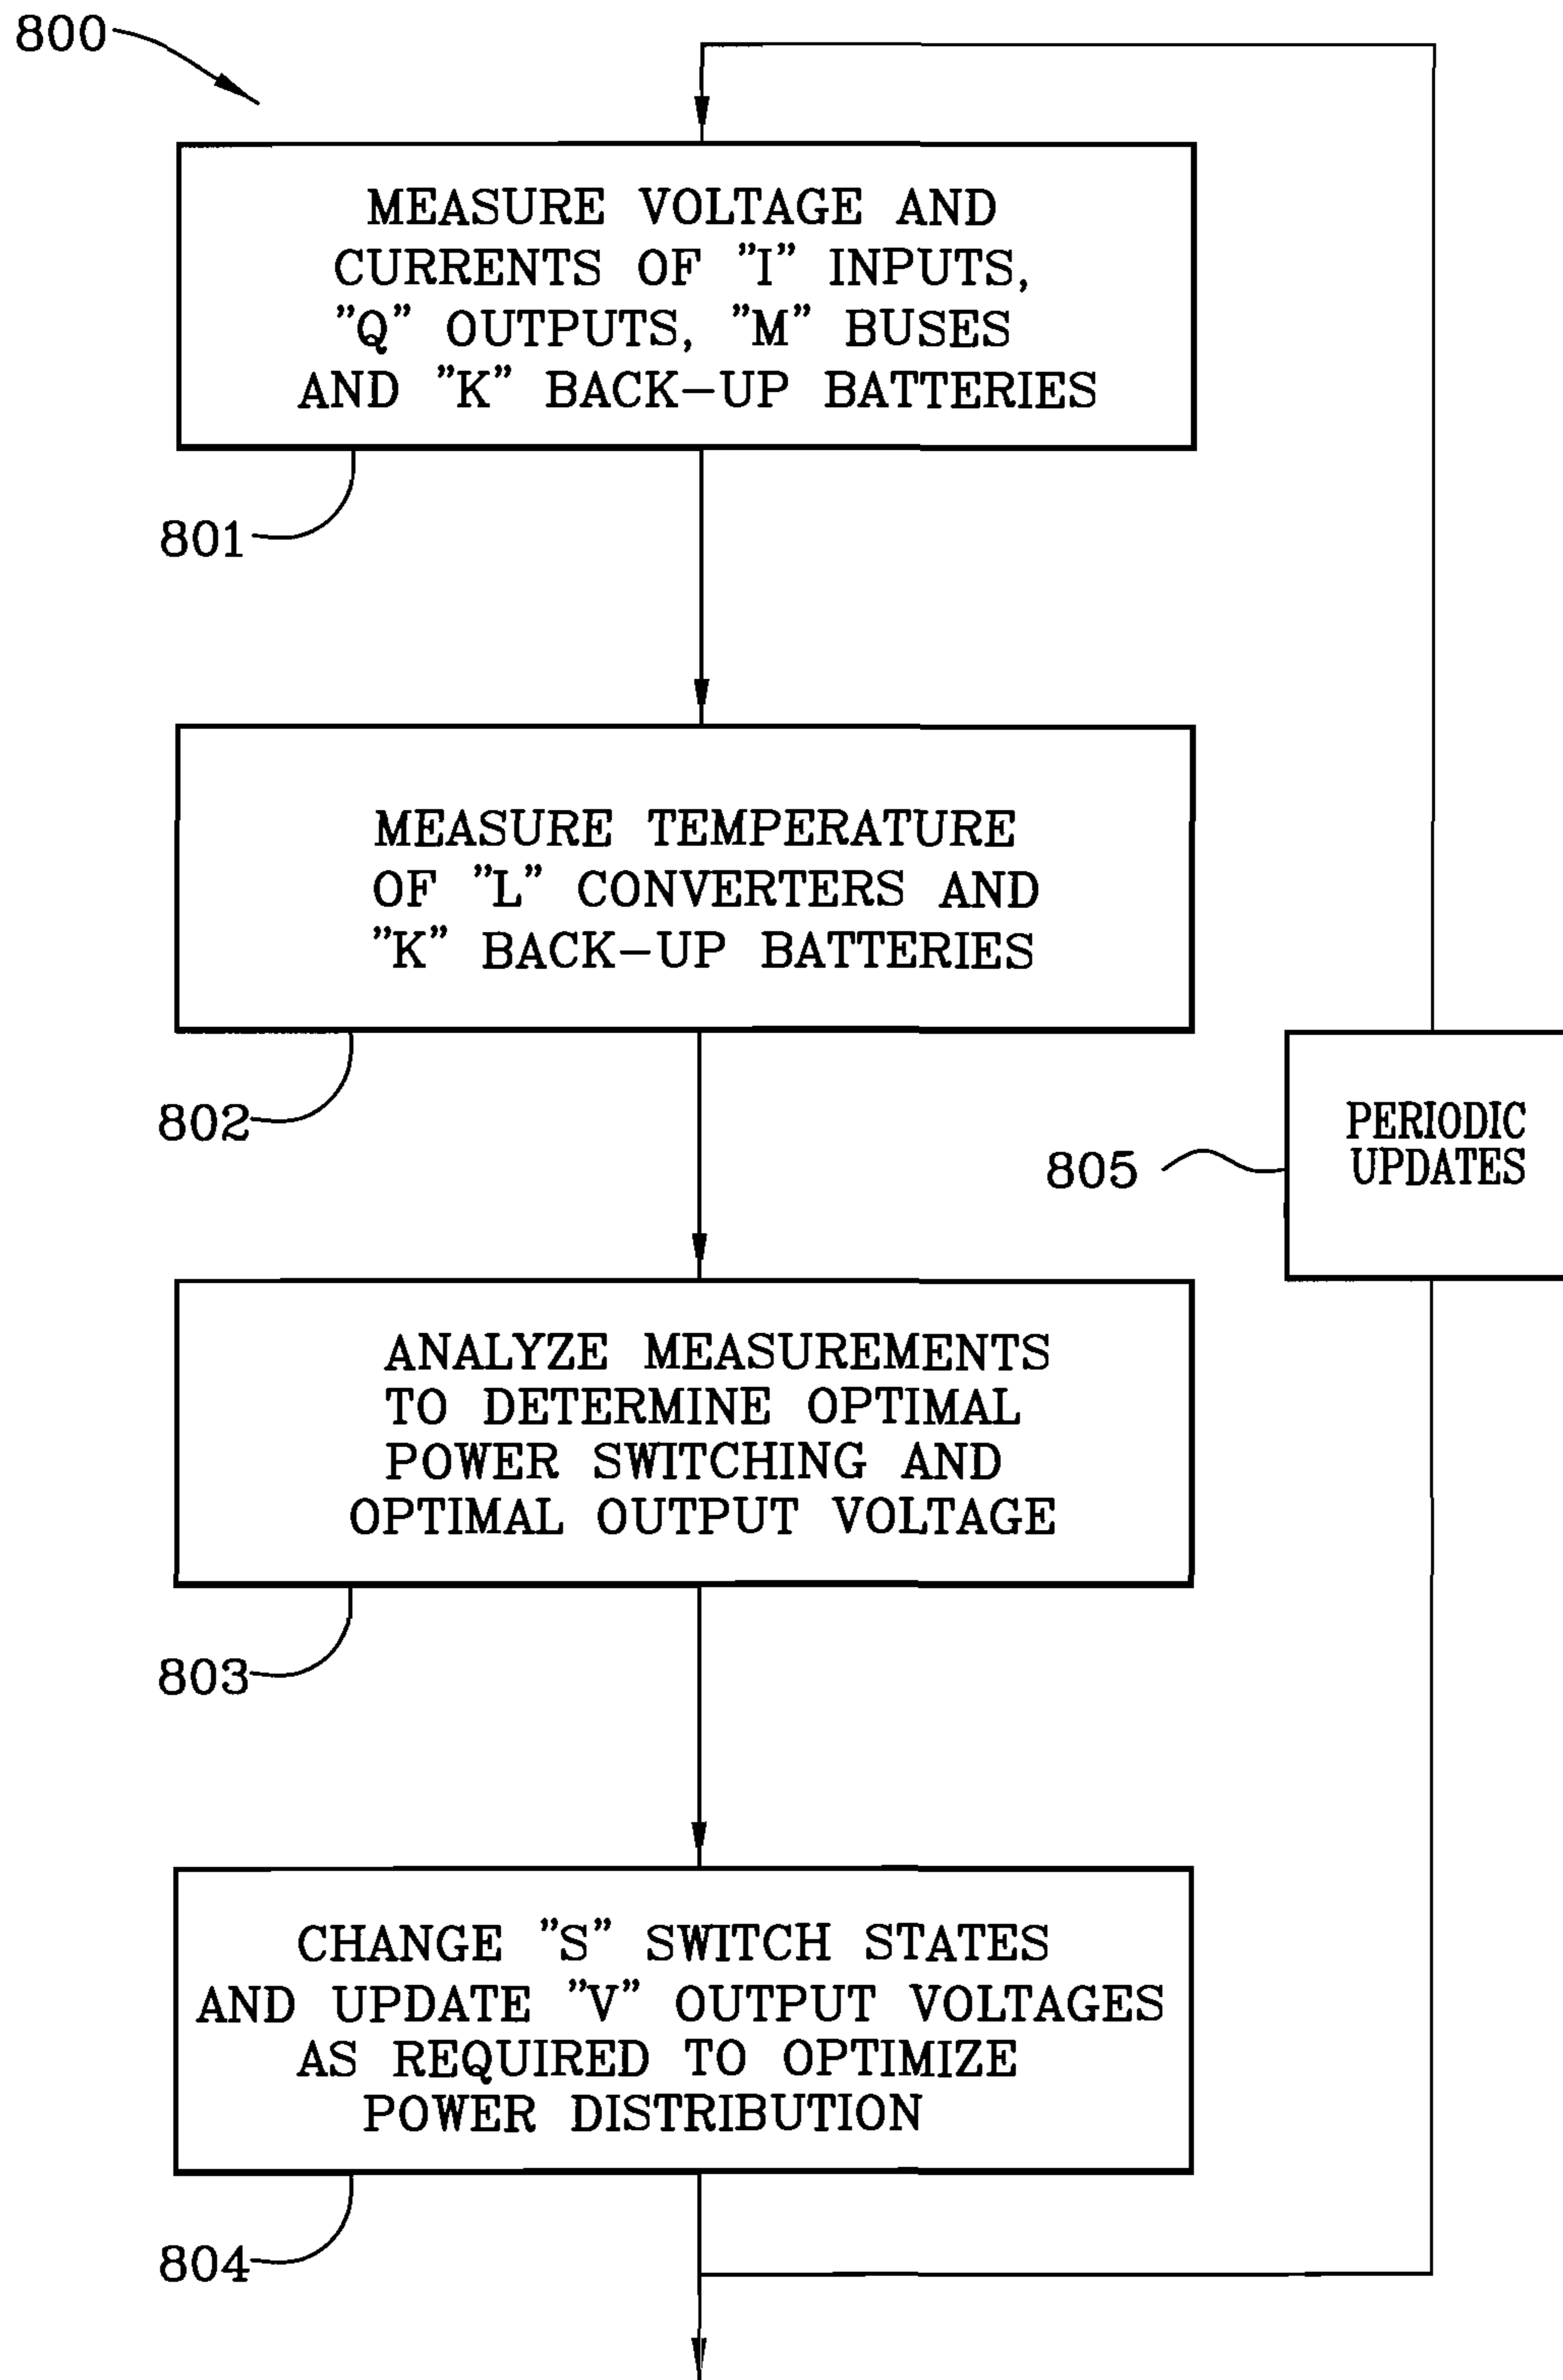 800
MEASURE VOLTAGE AND
CURRENTS OF "I" INPUTS,
"Q" OUTPUTS, "M" BUSES
AND "K" BACK-UP BATTERIES
801
MEASURE TEMPERATURE
OF "L" CONVERTERS AND
"K" BACK-UP BATTERIES
802
PERIODIC
UPDATES
805
ANALYZE MEASUREMENTS
TO DETERMINE OPTIMAL
POWER SWITCHING AND
OPTIMAL OUTPUT VOLTAGE
803
CHANGE "S" SWITCH STATES
AND UPDATE "V" OUTPUT VOLTAGES
AS REQUIRED TO OPTIMIZE
POWER DISTRIBUTION
804